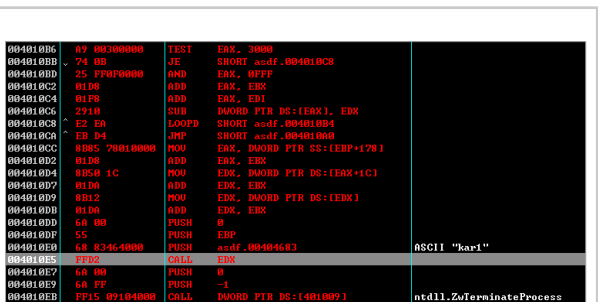 004010B6 A9 00300000 TEST EAX, 3000
004010BB 74 0B JE SHORT asdf.004010C8
004010BD 25 FF0F0000 AND EAX, 0FFF
004010C2 01D8 ADD EAX, EBX
004010C4 01F8 ADD EAX, EDI
004010C6 2910 SUB DWORD PTR DS:[EAX], EDX
004010C8 ^ E2 EA LOOPD SHORT asdf.004010B4
004010CA ^ EB D4 JMP SHORT asdf.004010A0
004010CC 8B85 78010000 MOV EAX, DWORD PTR SS:[EBP+178]
004010D2 01D8 ADD EAX, EBX
004010D4 8B50 1C MOV EDX, DWORD PTR DS:[EAX+1C]
004010D7 01DA ADD EDX, EBX
004010D9 8B12 MOV EDX, DWORD PTR DS:[EDX]
004010DB 01DA ADD EDX, EBX
004010DD 6A 00 PUSH 0
004010DF 55 PUSH EBP
004010E0 68 83464000 PUSH asdf.00404683 ASCII "kar1"
004010E5 FFD2 CALL EDX
004010E7 6A 00 PUSH 0
004010E9 6A FF PUSH -1
004010EB FF15 09104000 CALL DWORD PTR DS:[401009] ntdll.ZwTerminateProcess